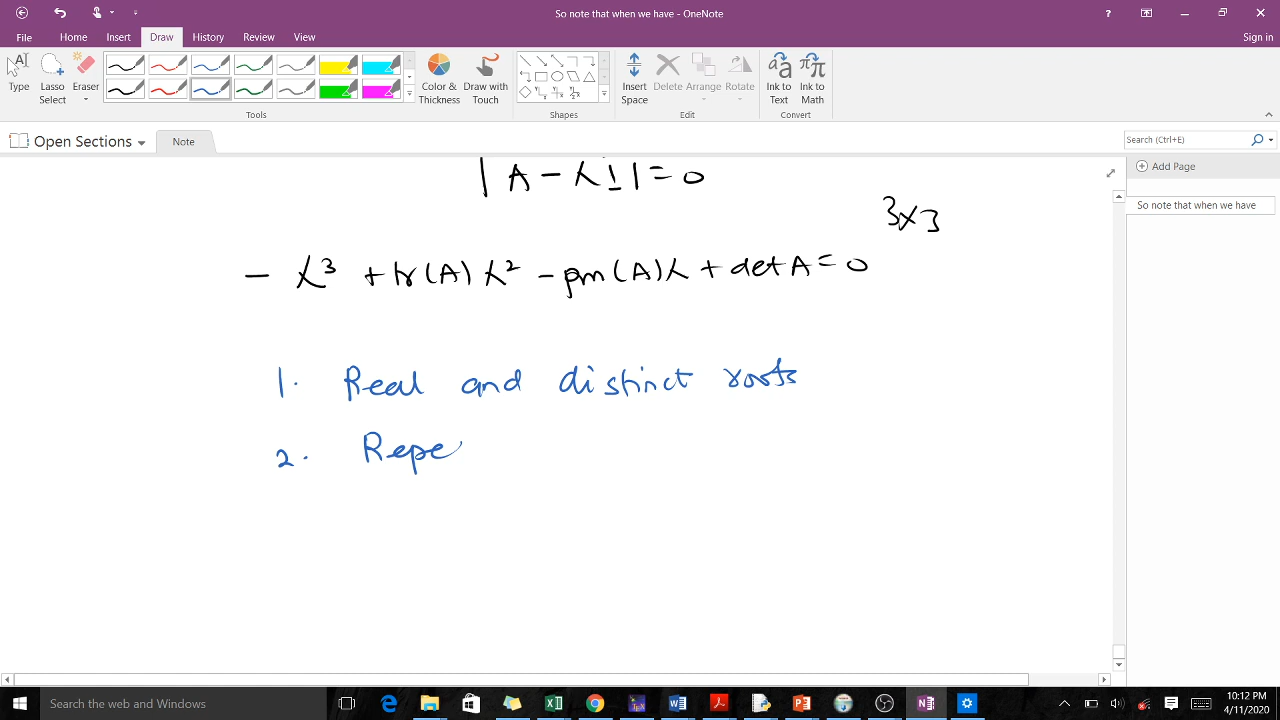 So note that when we have - OneNote
File Home Insert Draw History Review View
Sign in
Type
Lasso Select
Eraser
Color & Thickness
Draw with Touch
Insert Space
Delete
Arrange
Rotate
Ink to Text
Ink to Math
Tools
Shapes
Edit
Convert
Open Sections
Note
Search (Ctrl+E)
Add Page
So note that when we have
| A - λI | = 0
3x3
- λ³ + tr(A) λ² - pm(A)λ + det A = 0
1. Real and distinct roots
2. Repe
Search the web and Windows
10:12 PM
4/11/2020